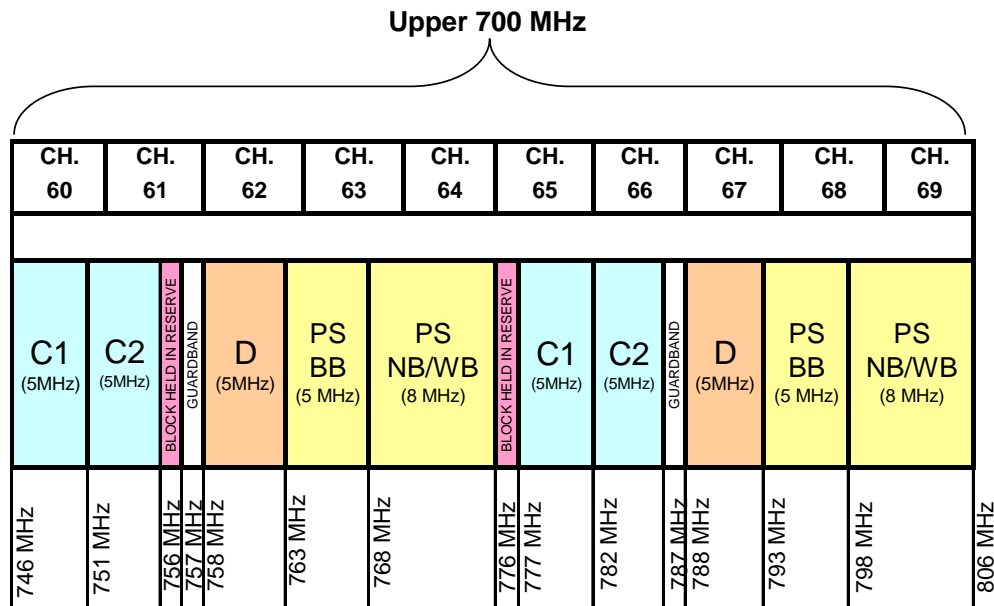 Upper 700 MHz
CH. CH. CH. CH. CH. CH. CH. CH. CH. CH.
60 61 62 63 64 65 66 67 68 69
C1
(5MHz)
C2
(5MHz)
BLOCK HELD IN RESERVE
GUARDBAND
D
(5MHz)
PS
BB
(5 MHz)
PS
NB/WB
(8 MHz)
BLOCK HELD IN RESERVE
C1
(5MHz)
C2
(5MHz)
GUARDBAND
D
(5MHz)
PS
BB
(5 MHz)
PS
NB/WB
(8 MHz)
746 MHz
751 MHz
756 MHz
757 MHz
758 MHz
763 MHz
768 MHz
776 MHz
777 MHz
782 MHz
787 MHz
788 MHz
793 MHz
798 MHz
806 MHz